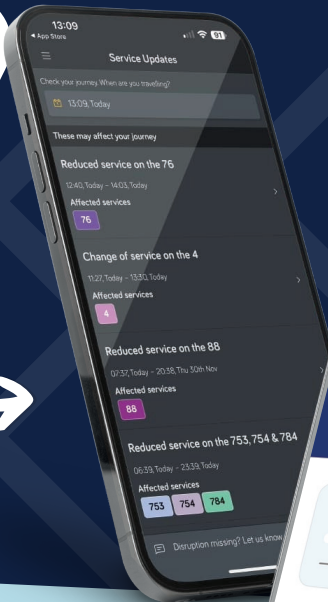 13:09
◂ App Store
91
Service Updates
Check your journey. When are you travelling?
13:09, Today
These may affect your journey
Reduced service on the 76
12:40, Today - 14:03, Today
Affected services
76
Change of service on the 4
11:27, Today - 13:30, Today
Affected services
4
Reduced service on the 88
07:37, Today - 20:38, Thu 30th Nov
Affected services
88
Reduced service on the 753, 754 & 784
06:39, Today - 23:39, Today
Affected services
753 754 784
Disruption missing? Let us know